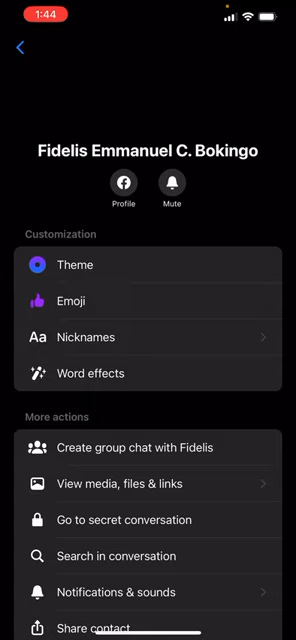 1:44
Fidelis Emmanuel C. Bokingo
Profile
Mute
Customization
Theme
Emoji
Aa Nicknames
Word effects
More actions
Create group chat with Fidelis
View media, files & links
Go to secret conversation
Search in conversation
Notifications & sounds
Share contact